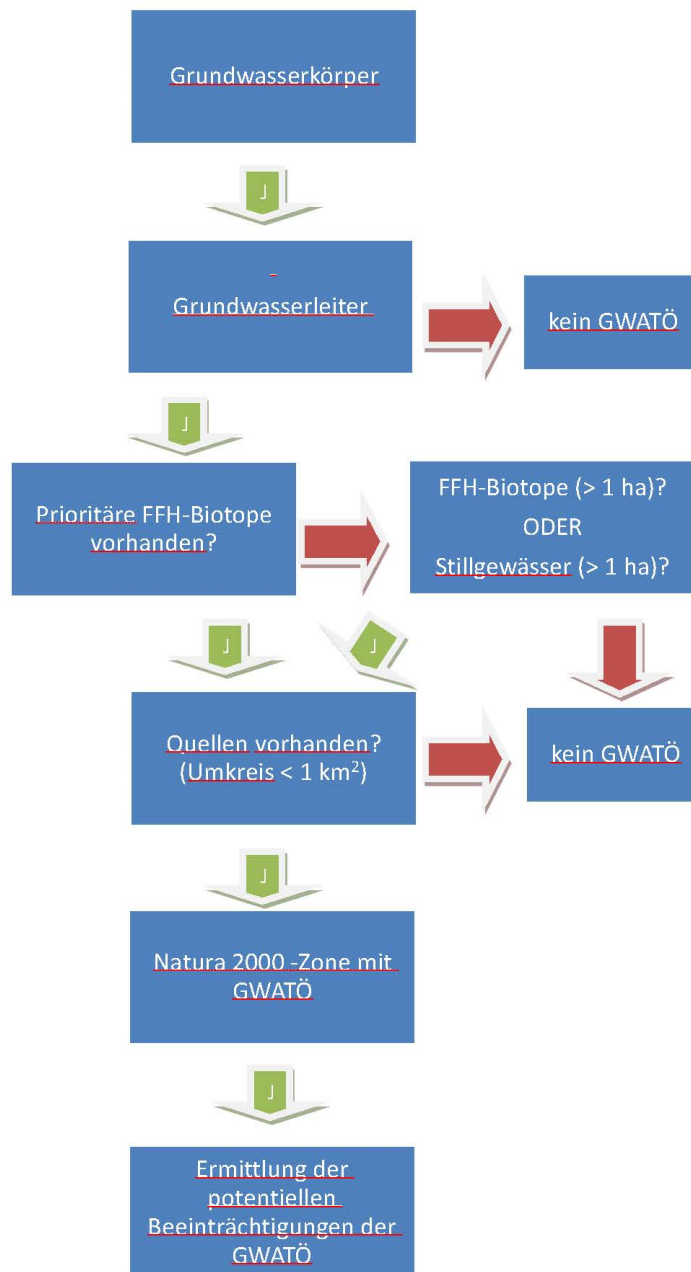 Grundwasserkörper
J
Grundwasserleiter
kein GWATÖ
J
Prioritäre FFH-Biotope
vorhanden?
FFH-Biotope (> 1 ha)?
ODER
Stillgewässer (> 1 ha)?
J
J
Quellen vorhanden?
(Umkreis < 1 km²)
kein GWATÖ
J
Natura 2000 -Zone mit
GWATÖ
J
Ermittlung der
potentiellen
Beeinträchtigungen der
GWATÖ